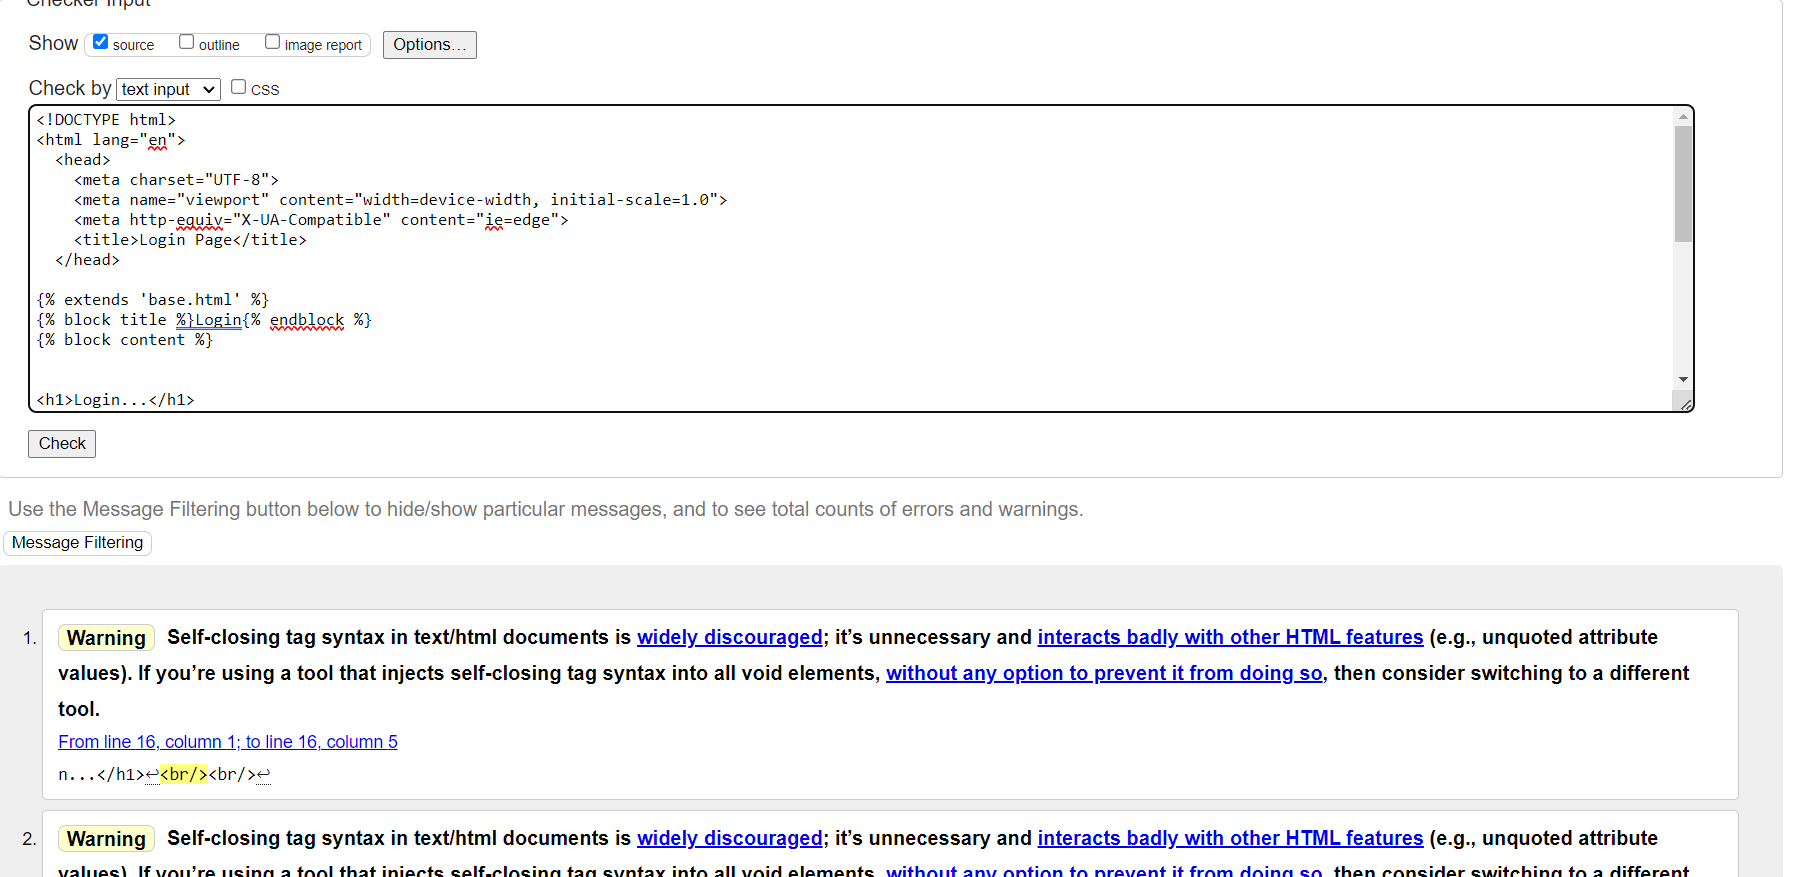 Checker Input
Show source outline image report Options...
Check by text input CSS
<!DOCTYPE html>
<html lang="en">
<head>
<meta charset="UTF-8">
<meta name="viewport" content="width=device-width, initial-scale=1.0">
<meta http-equiv="X-UA-Compatible" content="ie=edge">
<title>Login Page</title>
</head>
{% extends 'base.html' %}
{% block title %}Login{% endblock %}
{% block content %}
<h1>Login...</h1>
Check
Use the Message Filtering button below to hide/show particular messages, and to see total counts of errors and warnings.
Message Filtering
1. Warning Self-closing tag syntax in text/html documents is widely discouraged; it’s unnecessary and interacts badly with other HTML features (e.g., unquoted attribute
values). If you’re using a tool that injects self-closing tag syntax into all void elements, without any option to prevent it from doing so, then consider switching to a different
tool.
From line 16, column 1; to line 16, column 5
n...</h1>↩<br/><br/>↩
2. Warning Self-closing tag syntax in text/html documents is widely discouraged; it’s unnecessary and interacts badly with other HTML features (e.g., unquoted attribute
values). If you’re using a tool that injects self-closing tag syntax into all void elements, without any option to prevent it from doing so, then consider switching to a different